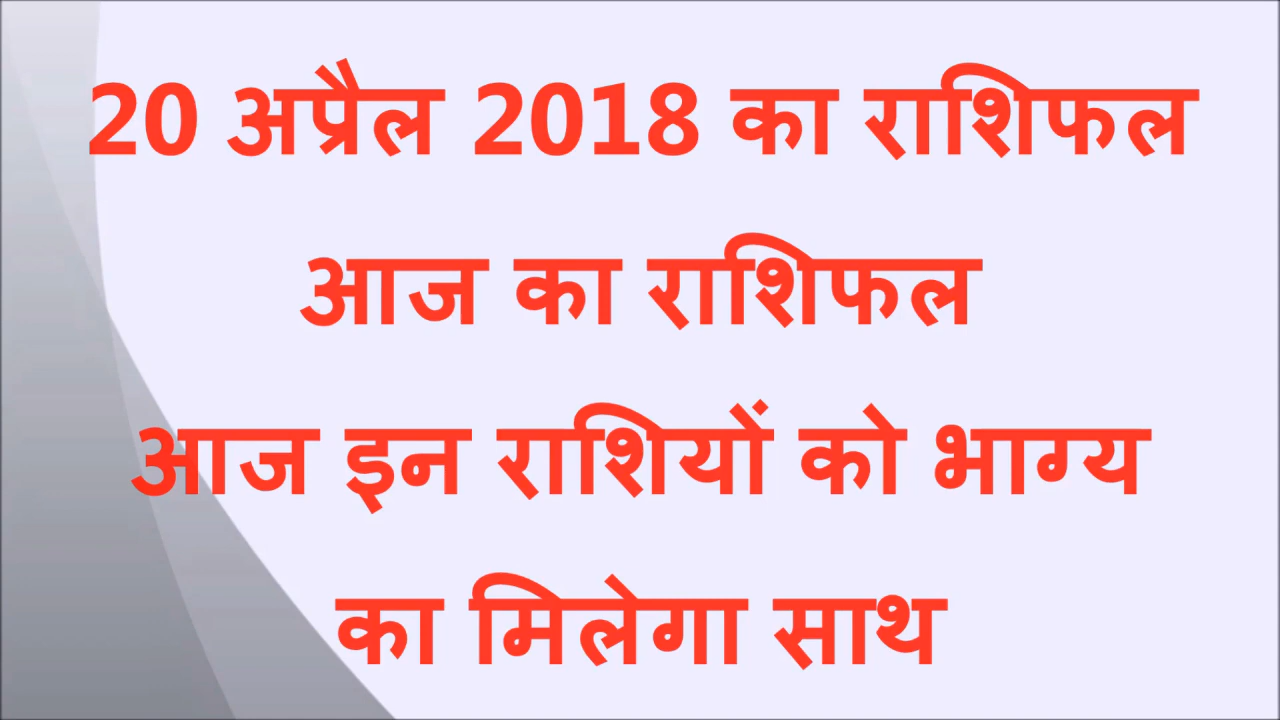 20 अप्रैल 2018 का राशिफल
आज का राशिफल
आज इन राशियों को भाग्य
का मिलेगा साथ